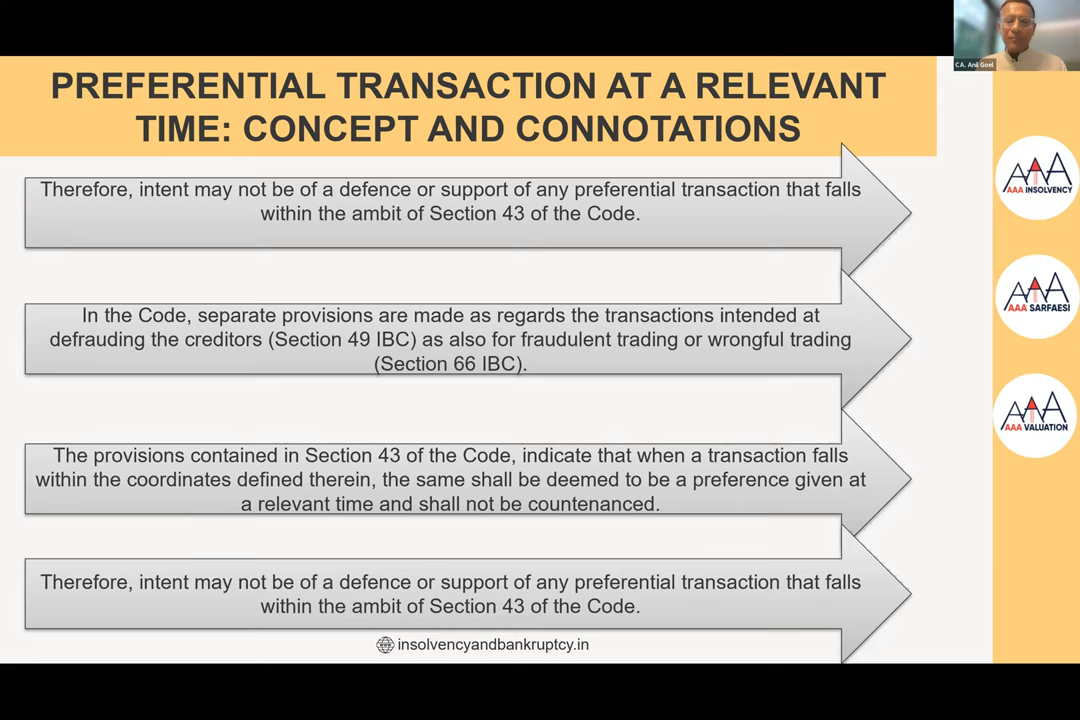 C.A. Anil Goel
PREFERENTIAL TRANSACTION AT A RELEVANT
TIME: CONCEPT AND CONNOTATIONS
Therefore, intent may not be of a defence or support of any preferential transaction that falls
within the ambit of Section 43 of the Code.
In the Code, separate provisions are made as regards the transactions intended at
defrauding the creditors (Section 49 IBC) as also for fraudulent trading or wrongful trading
(Section 66 IBC).
The provisions contained in Section 43 of the Code, indicate that when a transaction falls
within the coordinates defined therein, the same shall be deemed to be a preference given at
a relevant time and shall not be countenanced.
Therefore, intent may not be of a defence or support of any preferential transaction that falls
within the ambit of Section 43 of the Code.
www
insolvencyandbankruptcy.in
AAA
AAA INSOLVENCY
AAA
AAA SARFAESI
AAA
AAA VALUATION